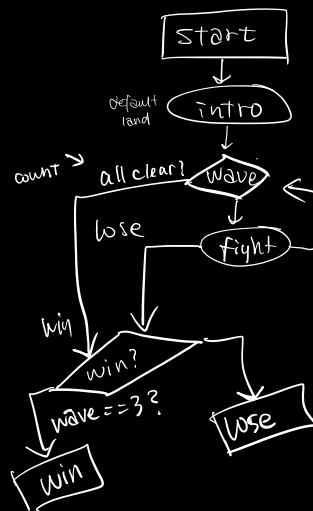 start
default
land
intro
count
all clear?
wave
lose
fight
win
win?
wave==3?
lose
win